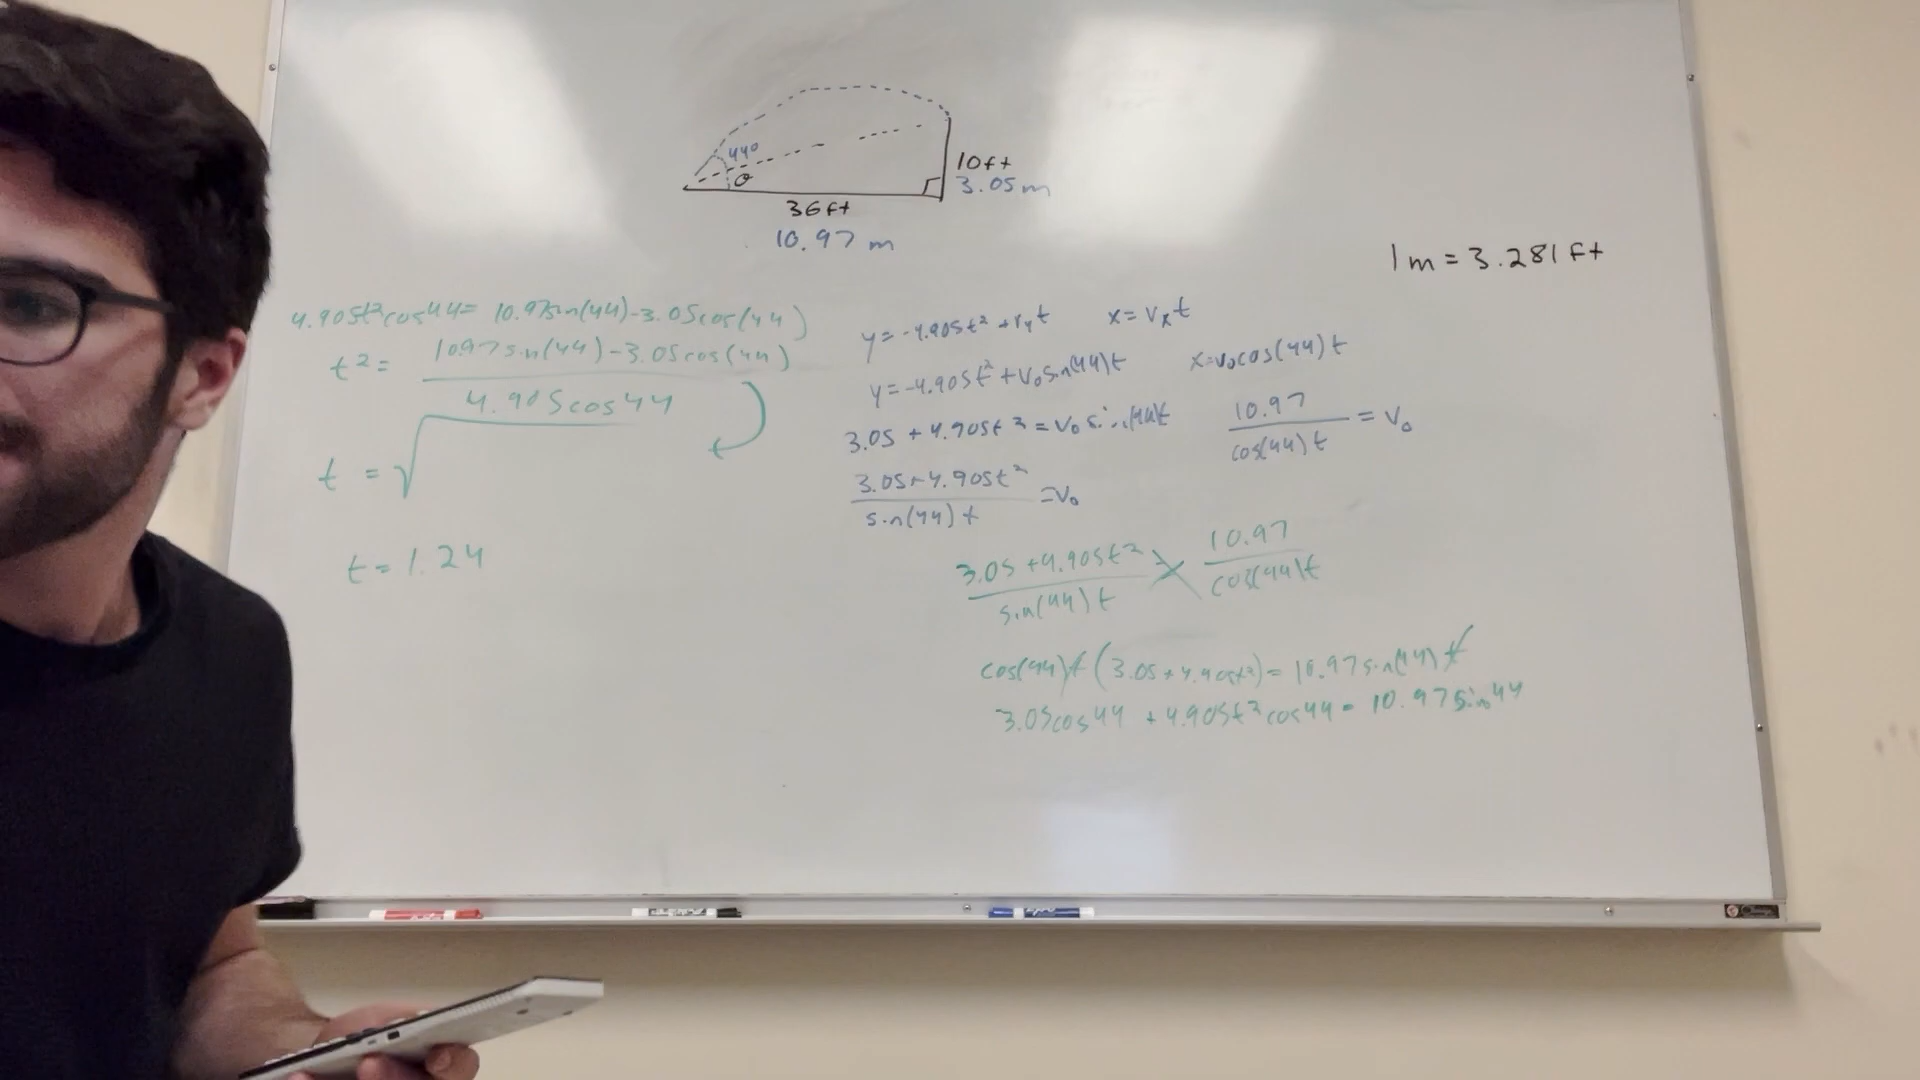 44°
θ
10ft
3.05m
36ft
10.97 m
1m = 3.281ft
4.905t²cos44= 10.97sin(44)-3.05cos(44)
t² = 10.97sin(44)-3.05cos(44)
4.905cos44
t = √
t = 1.24
y = -4.905t² + vyt
x = vxt
y = -4.905t² + v₀sin(44)t
x=v₀cos(44)t
3.05 + 4.905t² = v₀ sin(44)t
10.97
cos(44)t
= v₀
3.05+4.905t²
sin(44)t
=v₀
3.05 +4.905t²
sin(44)t
10.97
cos(44)t
cos(44)t(3.05+4.905t²)= 10.97sin(44)t
3.05cos44 + 4.905t²cos44 = 10.97sin44